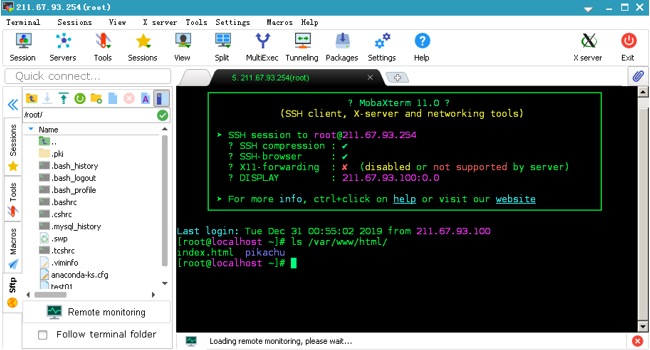 211.67.93.254(root)
Terminal Sessions View X server Tools Settings Macros Help
Session Servers Tools Sessions View Split MultiExec Tunneling Packages Settings Help X server Exit
Quick connect...
5. 211.67.93.254(root)
/root/
Name
..
.pki
.bash_history
.bash_logout
.bash_profile
.bashrc
.cshrc
.mysql_history
.swp
.tcshrc
.viminfo
anaconda-ks.cfg
test01
Sessions
Tools
Macros
Sftp
Remote monitoring
Follow terminal folder
? MobaXterm 11.0 ?
(SSH client, X-server and networking tools)
➤ SSH session to root@211.67.93.254
? SSH compression : ✔
? SSH-browser : ✔
? X11-forwarding : ✘ (disabled or not supported by server)
? DISPLAY : 211.67.93.100:0.0
➤ For more info, ctrl+click on help or visit our website
Last login: Tue Dec 31 00:55:02 2019 from 211.67.93.100
[root@localhost ~]# ls /var/www/html/
index.html pikachu
[root@localhost ~]#
Loading remote monitoring, please wait...